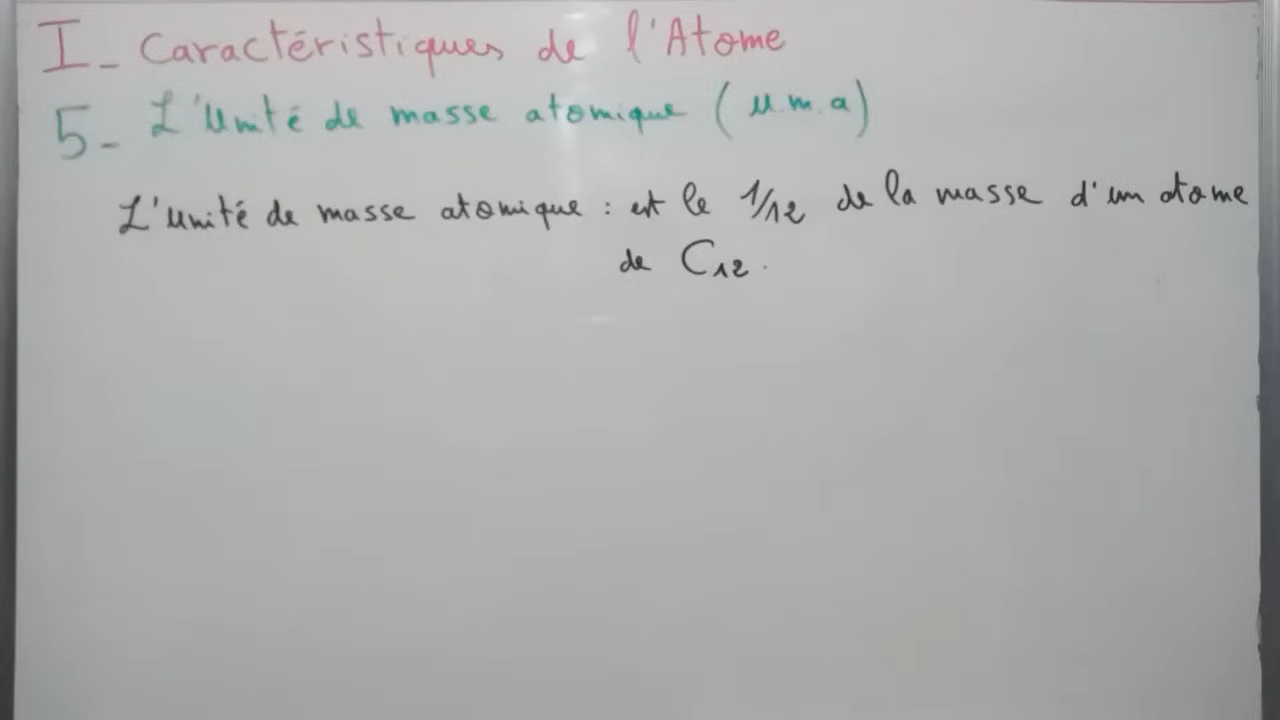 I_ Caractéristiques de l'Atome
5_ L'Unité de masse atomique (u.m.a)
L'unité de masse atomique : est le 1/12 de la masse d'un atome
de C12.